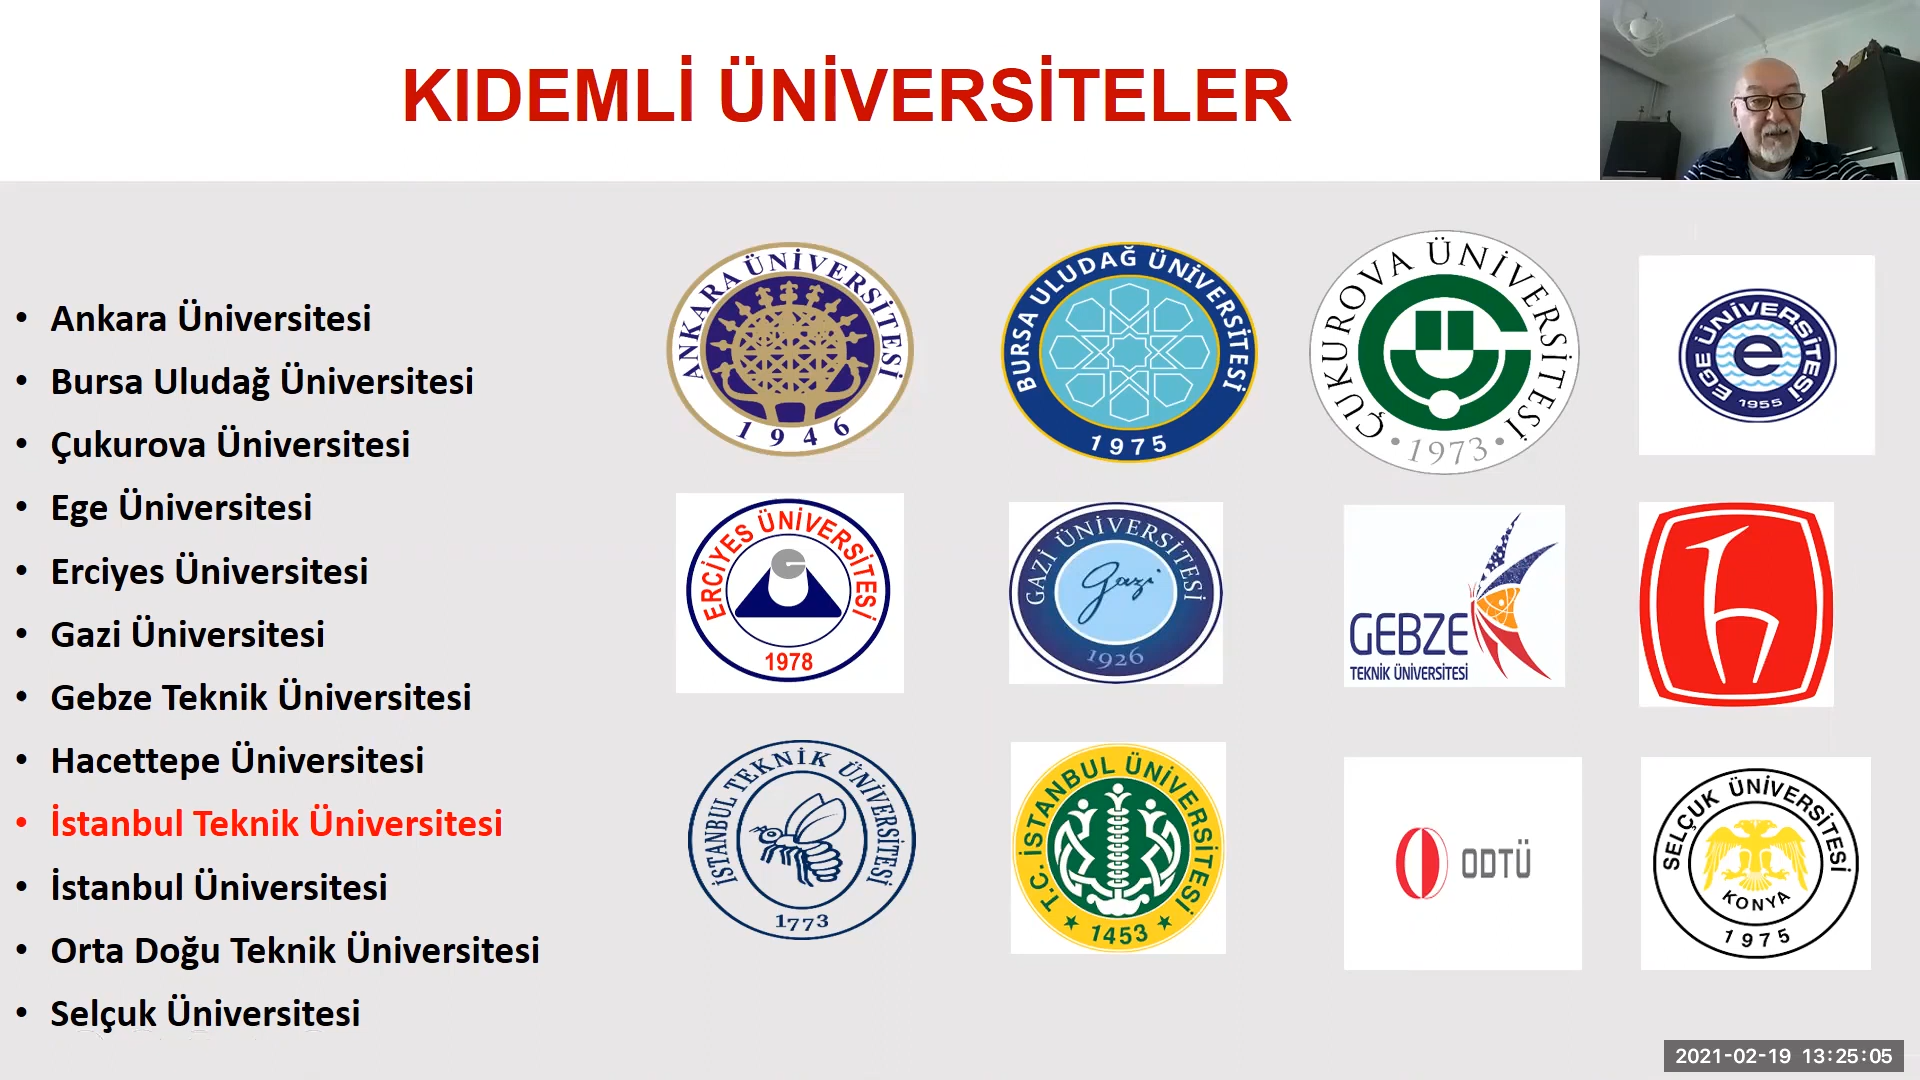 KIDEMLİ ÜNİVERSİTELER
• Ankara Üniversitesi
• Bursa Uludağ Üniversitesi
• Çukurova Üniversitesi
• Ege Üniversitesi
• Erciyes Üniversitesi
• Gazi Üniversitesi
• Gebze Teknik Üniversitesi
• Hacettepe Üniversitesi
• İstanbul Teknik Üniversitesi
• İstanbul Üniversitesi
• Orta Doğu Teknik Üniversitesi
• Selçuk Üniversitesi
ANKARA ÜNİVERSİTESİ
1946
BURSA ULUDAĞ ÜNİVERSİTESİ
1975
ÇUKUROVA ÜNİVERSİTESİ
• 1973 •
EGE ÜNİVERSİTESİ
e
1955
ERCİYES ÜNİVERSİTESİ
1978
GAZİ ÜNİVERSİTESİ
gazi
1926
GEBZE
TEKNİK ÜNİVERSİTESİ
h
İSTANBUL TEKNİK ÜNİVERSİTESİ
1773
T.C. İSTANBUL ÜNİVERSİTESİ
★ 1453 ★
ODTÜ
SELÇUK ÜNİVERSİTESİ
KONYA
1975
2021-02-19 13:25:05